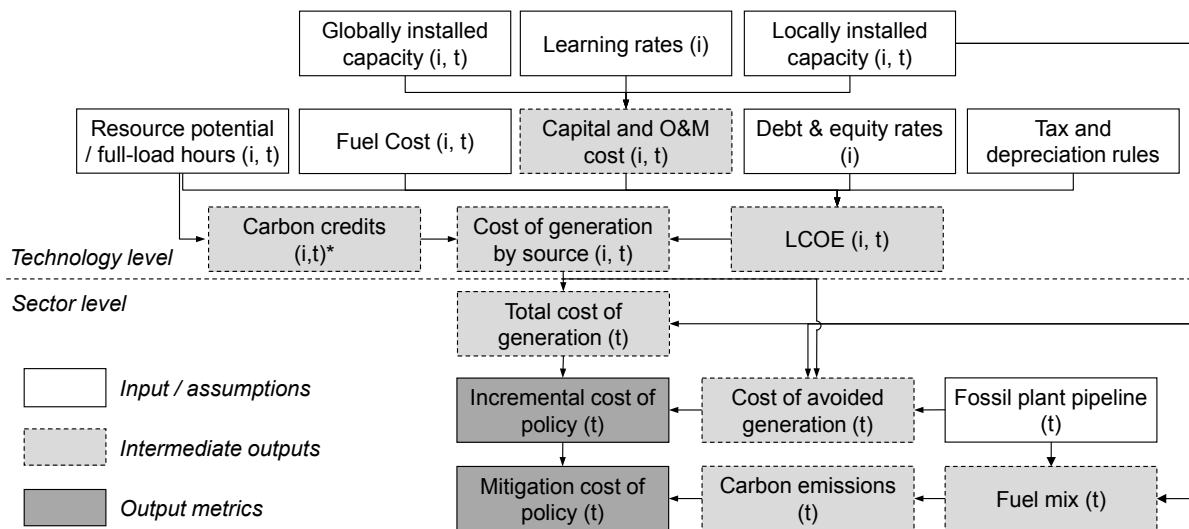 Globally installed
capacity (i, t)
Learning rates (i)
Locally installed
capacity (i, t)
Resource potential
/ full-load hours (i, t)
Fuel Cost (i, t)
Capital and O&M
cost (i, t)
Debt & equity rates
(i)
Tax and
depreciation rules
Carbon credits
(i,t)*
Cost of generation
by source (i, t)
LCOE (i, t)
Technology level
Sector level
Total cost of
generation (t)
Input / assumptions
Incremental cost of
policy (t)
Cost of avoided
generation (t)
Fossil plant pipeline
(t)
Intermediate outputs
Output metrics
Mitigation cost of
policy (t)
Carbon emissions
(t)
Fuel mix (t)